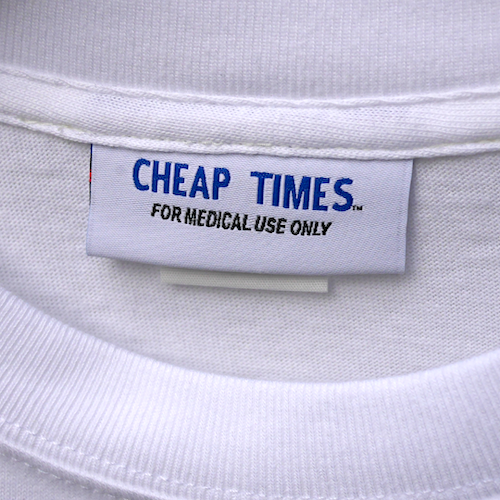 CHEAP TIMES™
FOR MEDICAL USE ONLY